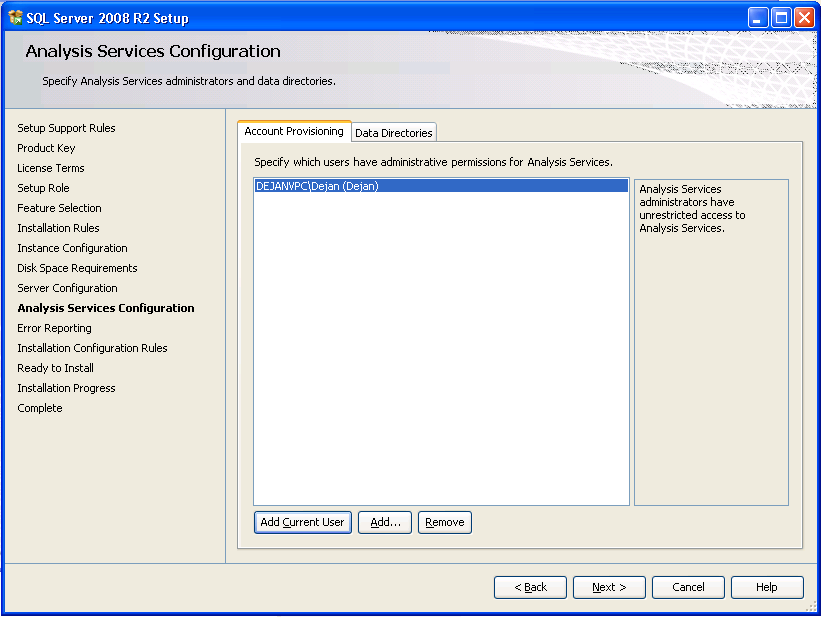 SQL Server 2008 R2 Setup
Analysis Services Configuration
Specify Analysis Services administrators and data directories.
Setup Support Rules
Product Key
License Terms
Setup Role
Feature Selection
Installation Rules
Instance Configuration
Disk Space Requirements
Server Configuration
Analysis Services Configuration
Error Reporting
Installation Configuration Rules
Ready to Install
Installation Progress
Complete
Account Provisioning Data Directories
Specify which users have administrative permissions for Analysis Services.
DEJANVPC\Dejan (Dejan)
Analysis Services
administrators have
unrestricted access to
Analysis Services.
Add Current User Add... Remove
< Back Next > Cancel Help